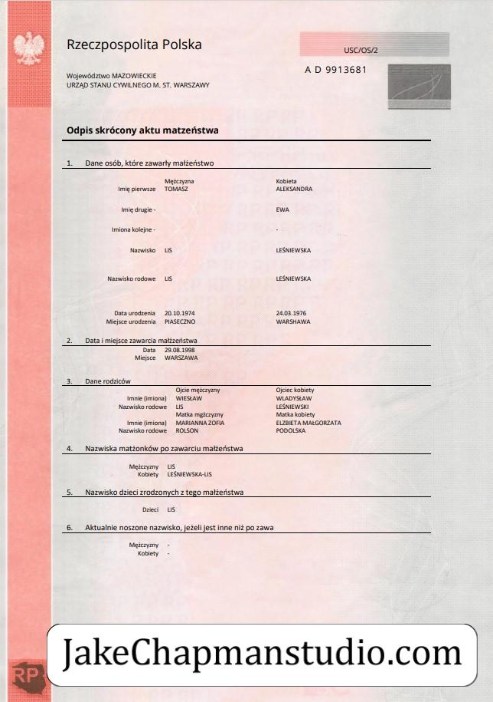 Rzeczpospolita Polska
USC/OS/2
A D 9913681
Województwo MAZOWIECKIE
URZĄD STANU CYWILNEGO M. ST. WARSZAWY
Odpis skrócony aktu matzeństwa
1. Dane osób, które zawarły małżeństwo
Mężczyzna Kobieta
Imię pierwsze TOMASZ ALEKSANDRA
Imię drugie - EWA
Imiona kolejne - -
Nazwisko LIS LEŚNIEWSKA
Nazwisko rodowe LIS LEŚNIEWSKA
Data urodzenia 20.10.1974 24.03.1976
Miejsce urodzenia PIASECZNO WARSHAWA
2. Data i miejsce zawarcia małżeństwa
Data 29.08.1998
Miejsce WARSZAWA
3. Dane rodziców
Ojcie mężczyzny Ojciec kobiety
Imnie (imiona) WIESŁAW WLADYSŁAW
Nazwisko rodowe LIS LEŚNIEWSKI
Matka mężczyzny Matka kobiety
Imnie (imiona) MARIANNA ZOFIA ELZBIETA MAŁGORZATA
Nazwisko rodowe ROLSON PODOLSKA
4. Nazwiska matżonków po zawarciu małżeństwa
Mężczyzny LIS
Kobiety LEŚNIEWSKA-LIS
5. Nazwisko dzieci zrodzonych z tego małżeństwa
Dzieci LIS
6. Aktualnie noszone nazwisko, jeżeli jest inne niż po zawa
Mężczyzny -
Kobiety -
JakeChapmanstudio.com
RP